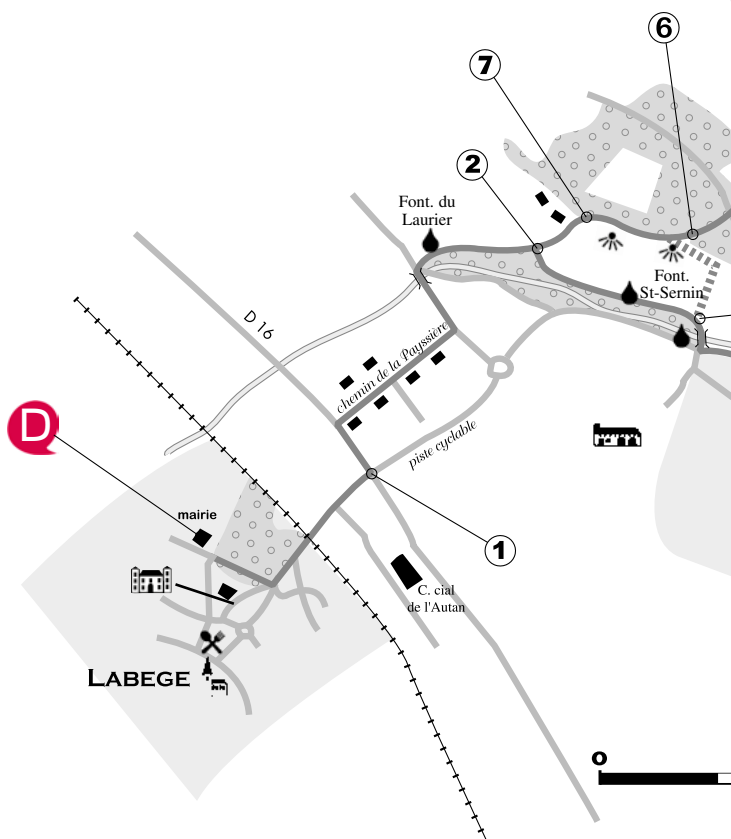 6
7
2
Font. du
Laurier
Font.
St-Sernin
D 16
chemin de la Payssière
D
piste cyclable
mairie
1
C. cial
de l'Autan
LABEGE
0